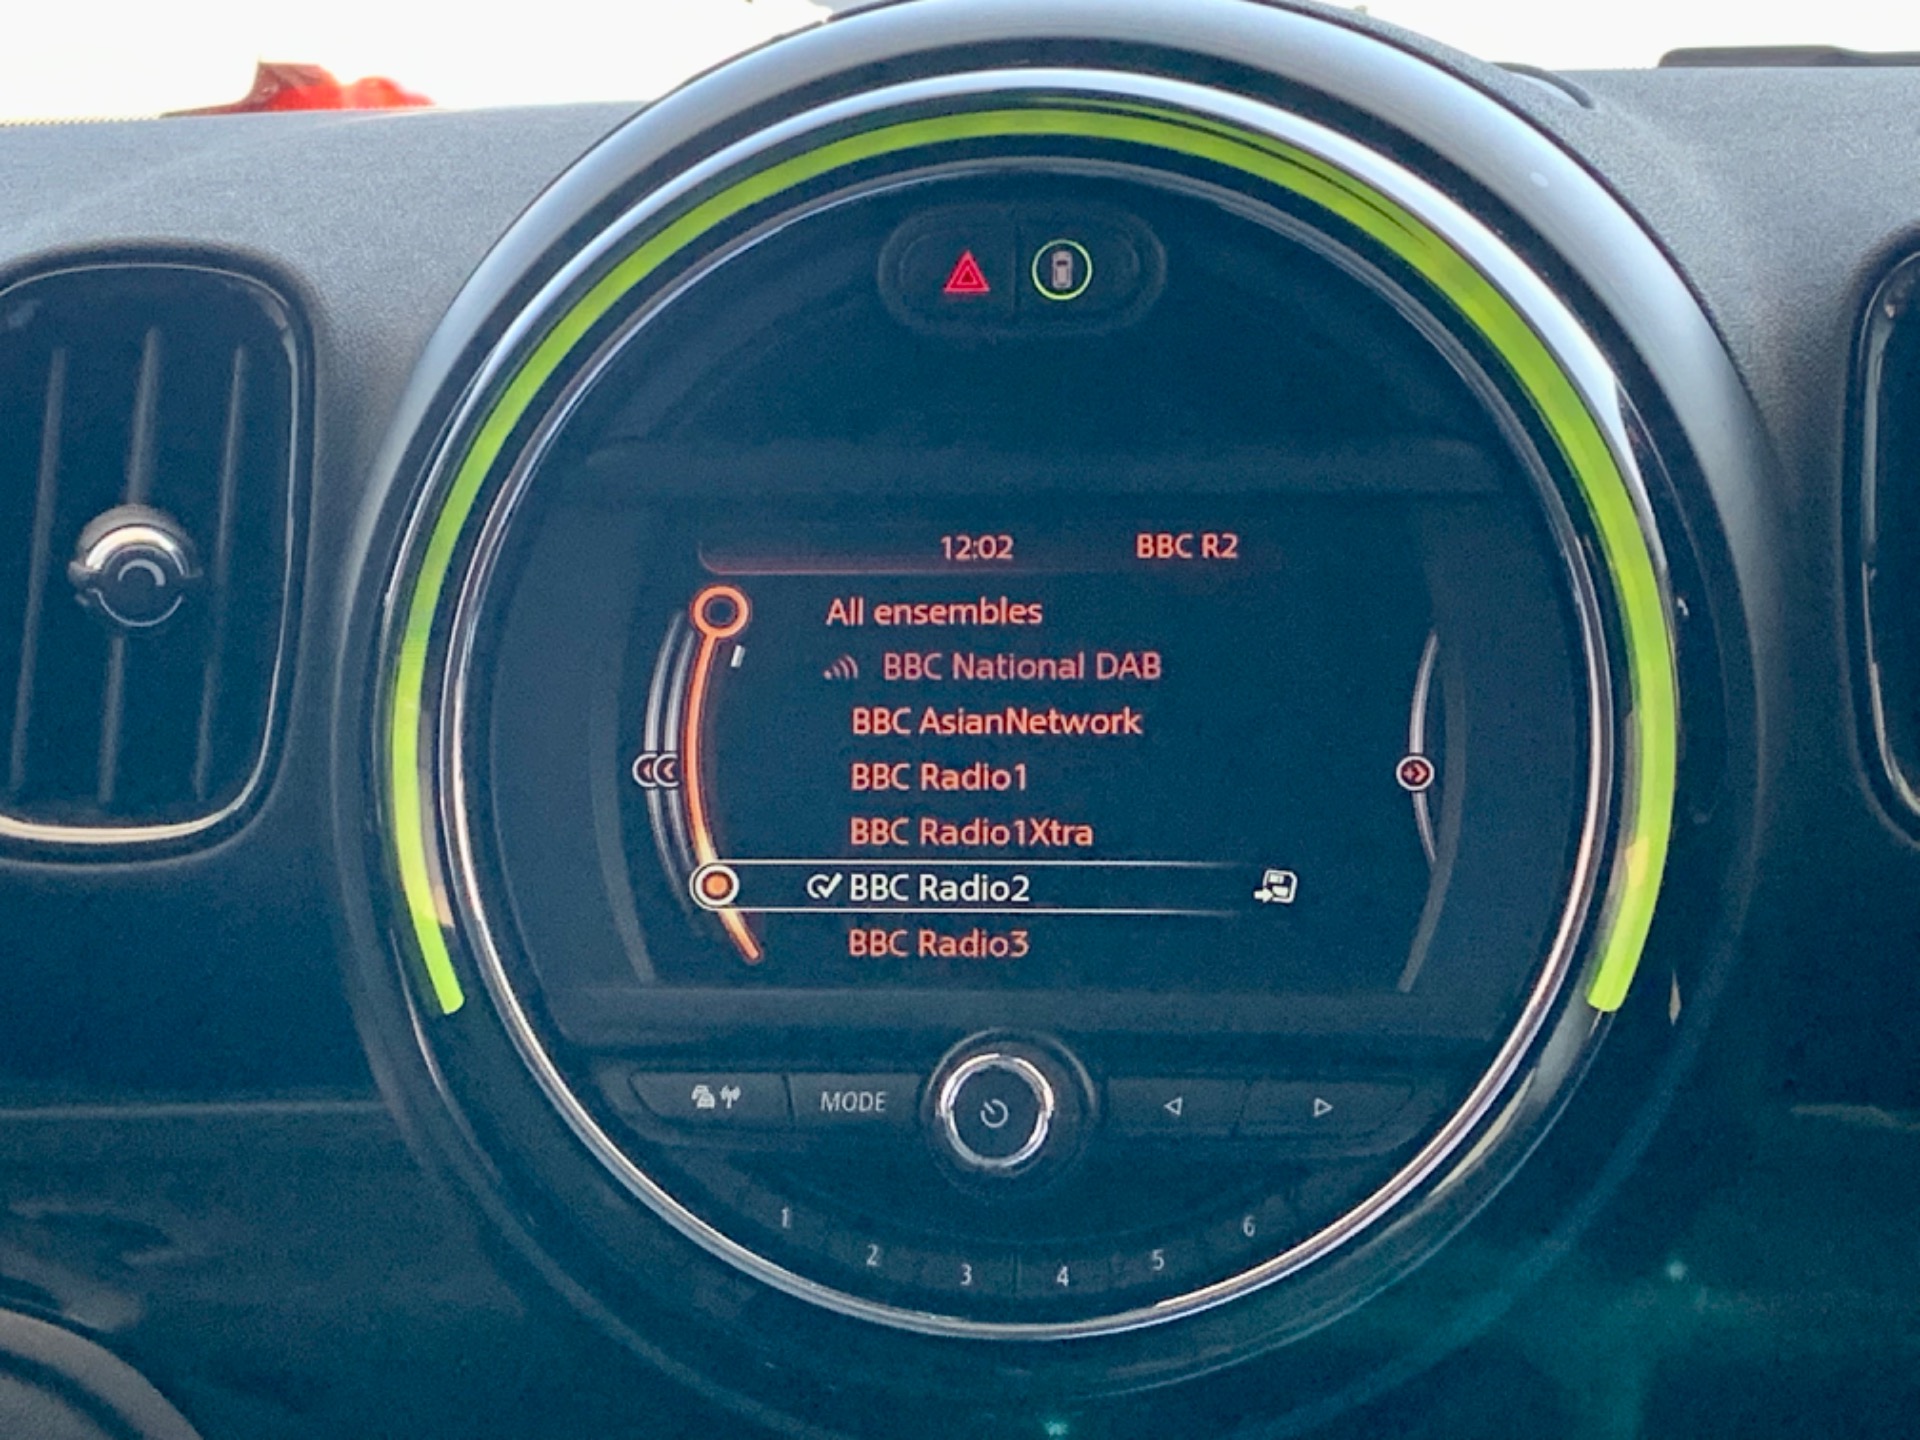 12:02 BBC R2
All ensembles
BBC National DAB
BBC AsianNetwork
BBC Radio1
BBC Radio1Xtra
BBC Radio2
BBC Radio3
MODE
1 2 3 4 5 6